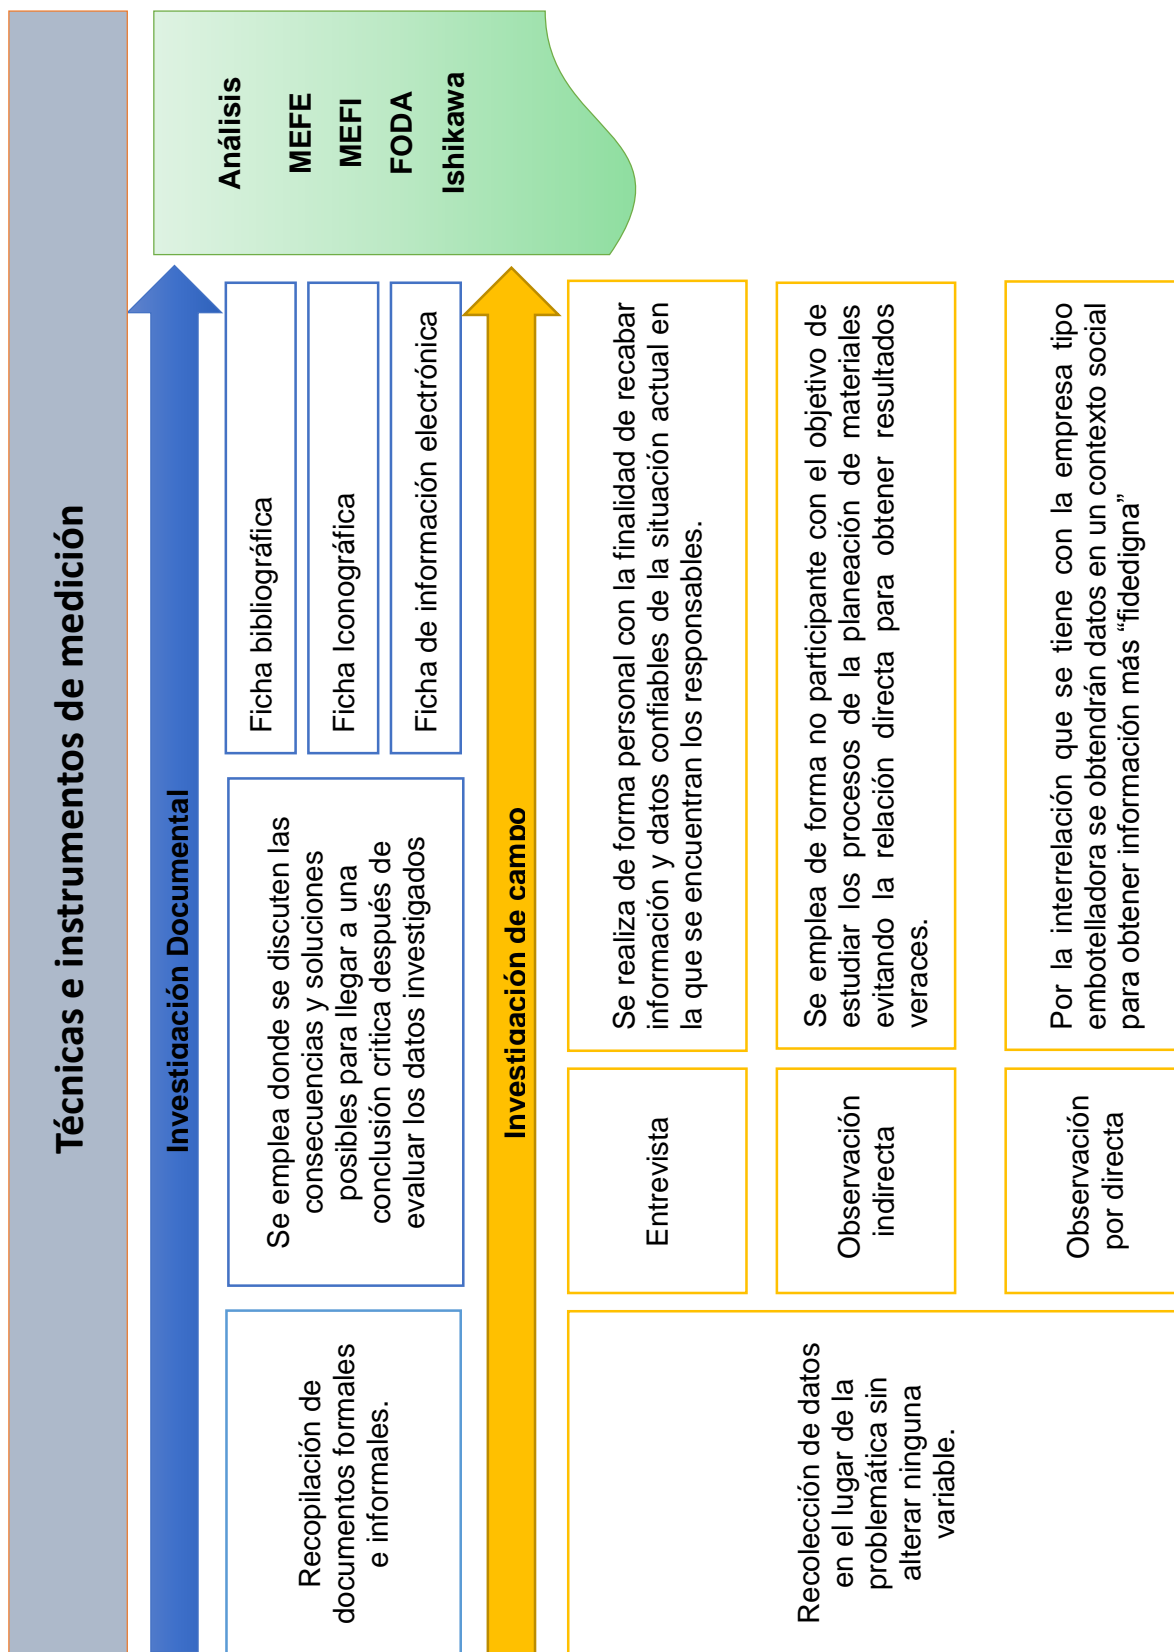 Técnicas e instrumentos de medición
Investigación Documental
Recopilación de
documentos formales
e informales.
Se emplea donde se discuten las
consecuencias y soluciones
posibles para llegar a una
conclusión critica después de
evaluar los datos investigados
Ficha bibliográfica
Ficha Iconográfica
Ficha de información electrónica
Investigación de campo
Recolección de datos
en el lugar de la
problemática sin
alterar ninguna
variable.
Entrevista
Se realiza de forma personal con la finalidad de recabar
información y datos confiables de la situación actual en
la que se encuentran los responsables.
Observación
indirecta
Se emplea de forma no participante con el objetivo de
estudiar los procesos de la planeación de materiales
evitando la relación directa para obtener resultados
veraces.
Observación
por directa
Por la interrelación que se tiene con la empresa tipo
embotelladora se obtendrán datos en un contexto social
para obtener información más “fidedigna”
Análisis
MEFE
MEFI
FODA
Ishikawa